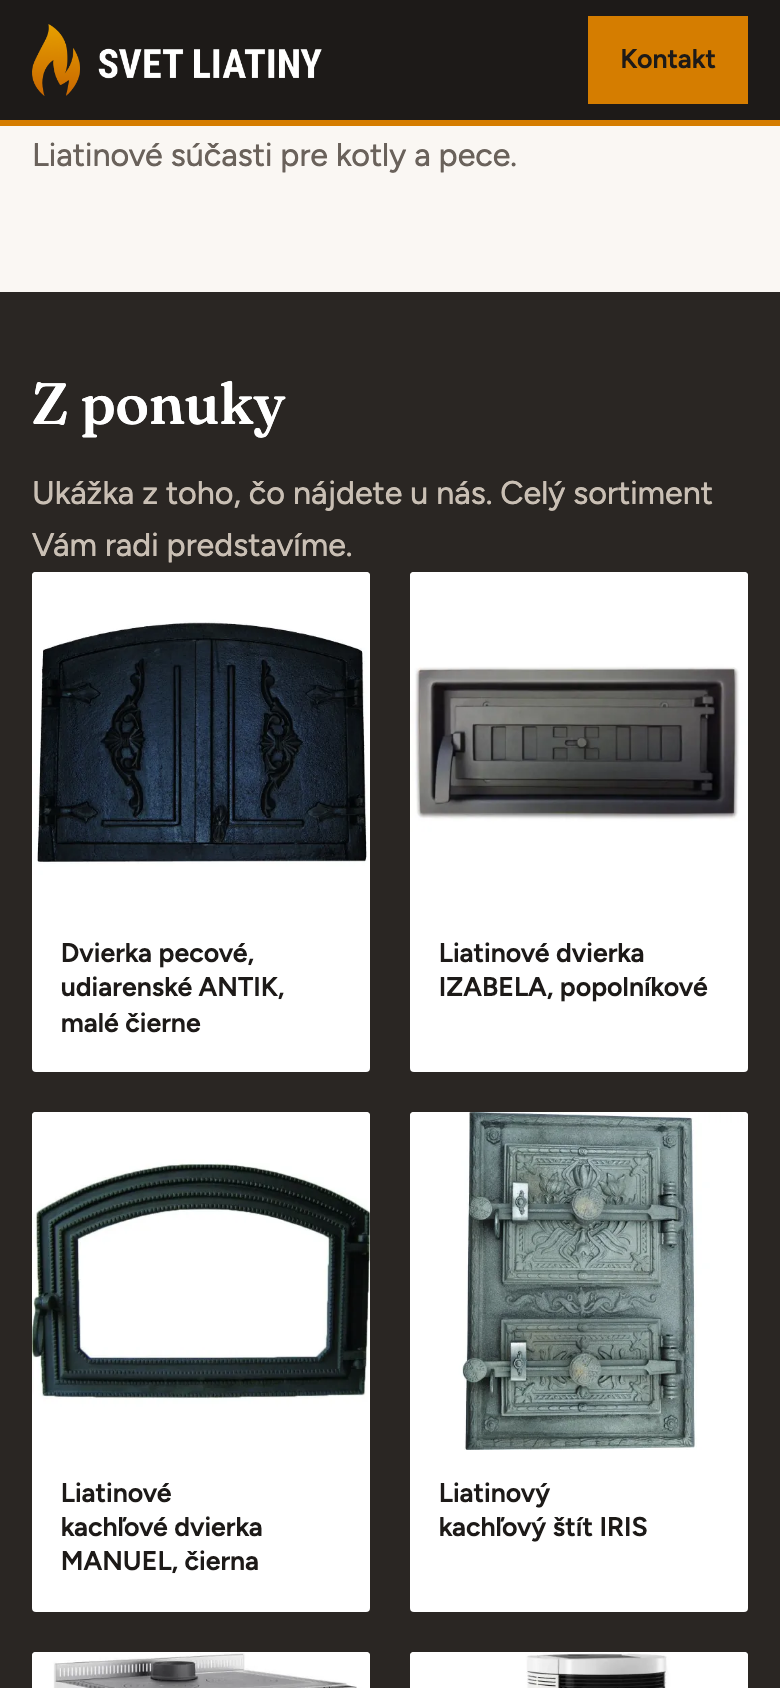 SVET LIATINY
Kontakt
Liatinové súčasti pre kotly a pece.
Z ponuky
Ukážka z toho, čo nájdete u nás. Celý sortiment
Vám radi predstavíme.
Dvierka pecové,
udiarenské ANTIK,
malé čierne
Liatinové dvierka
IZABELA, popolníkové
Liatinové
kachľové dvierka
MANUEL, čierna
Liatinový
kachľový štít IRIS